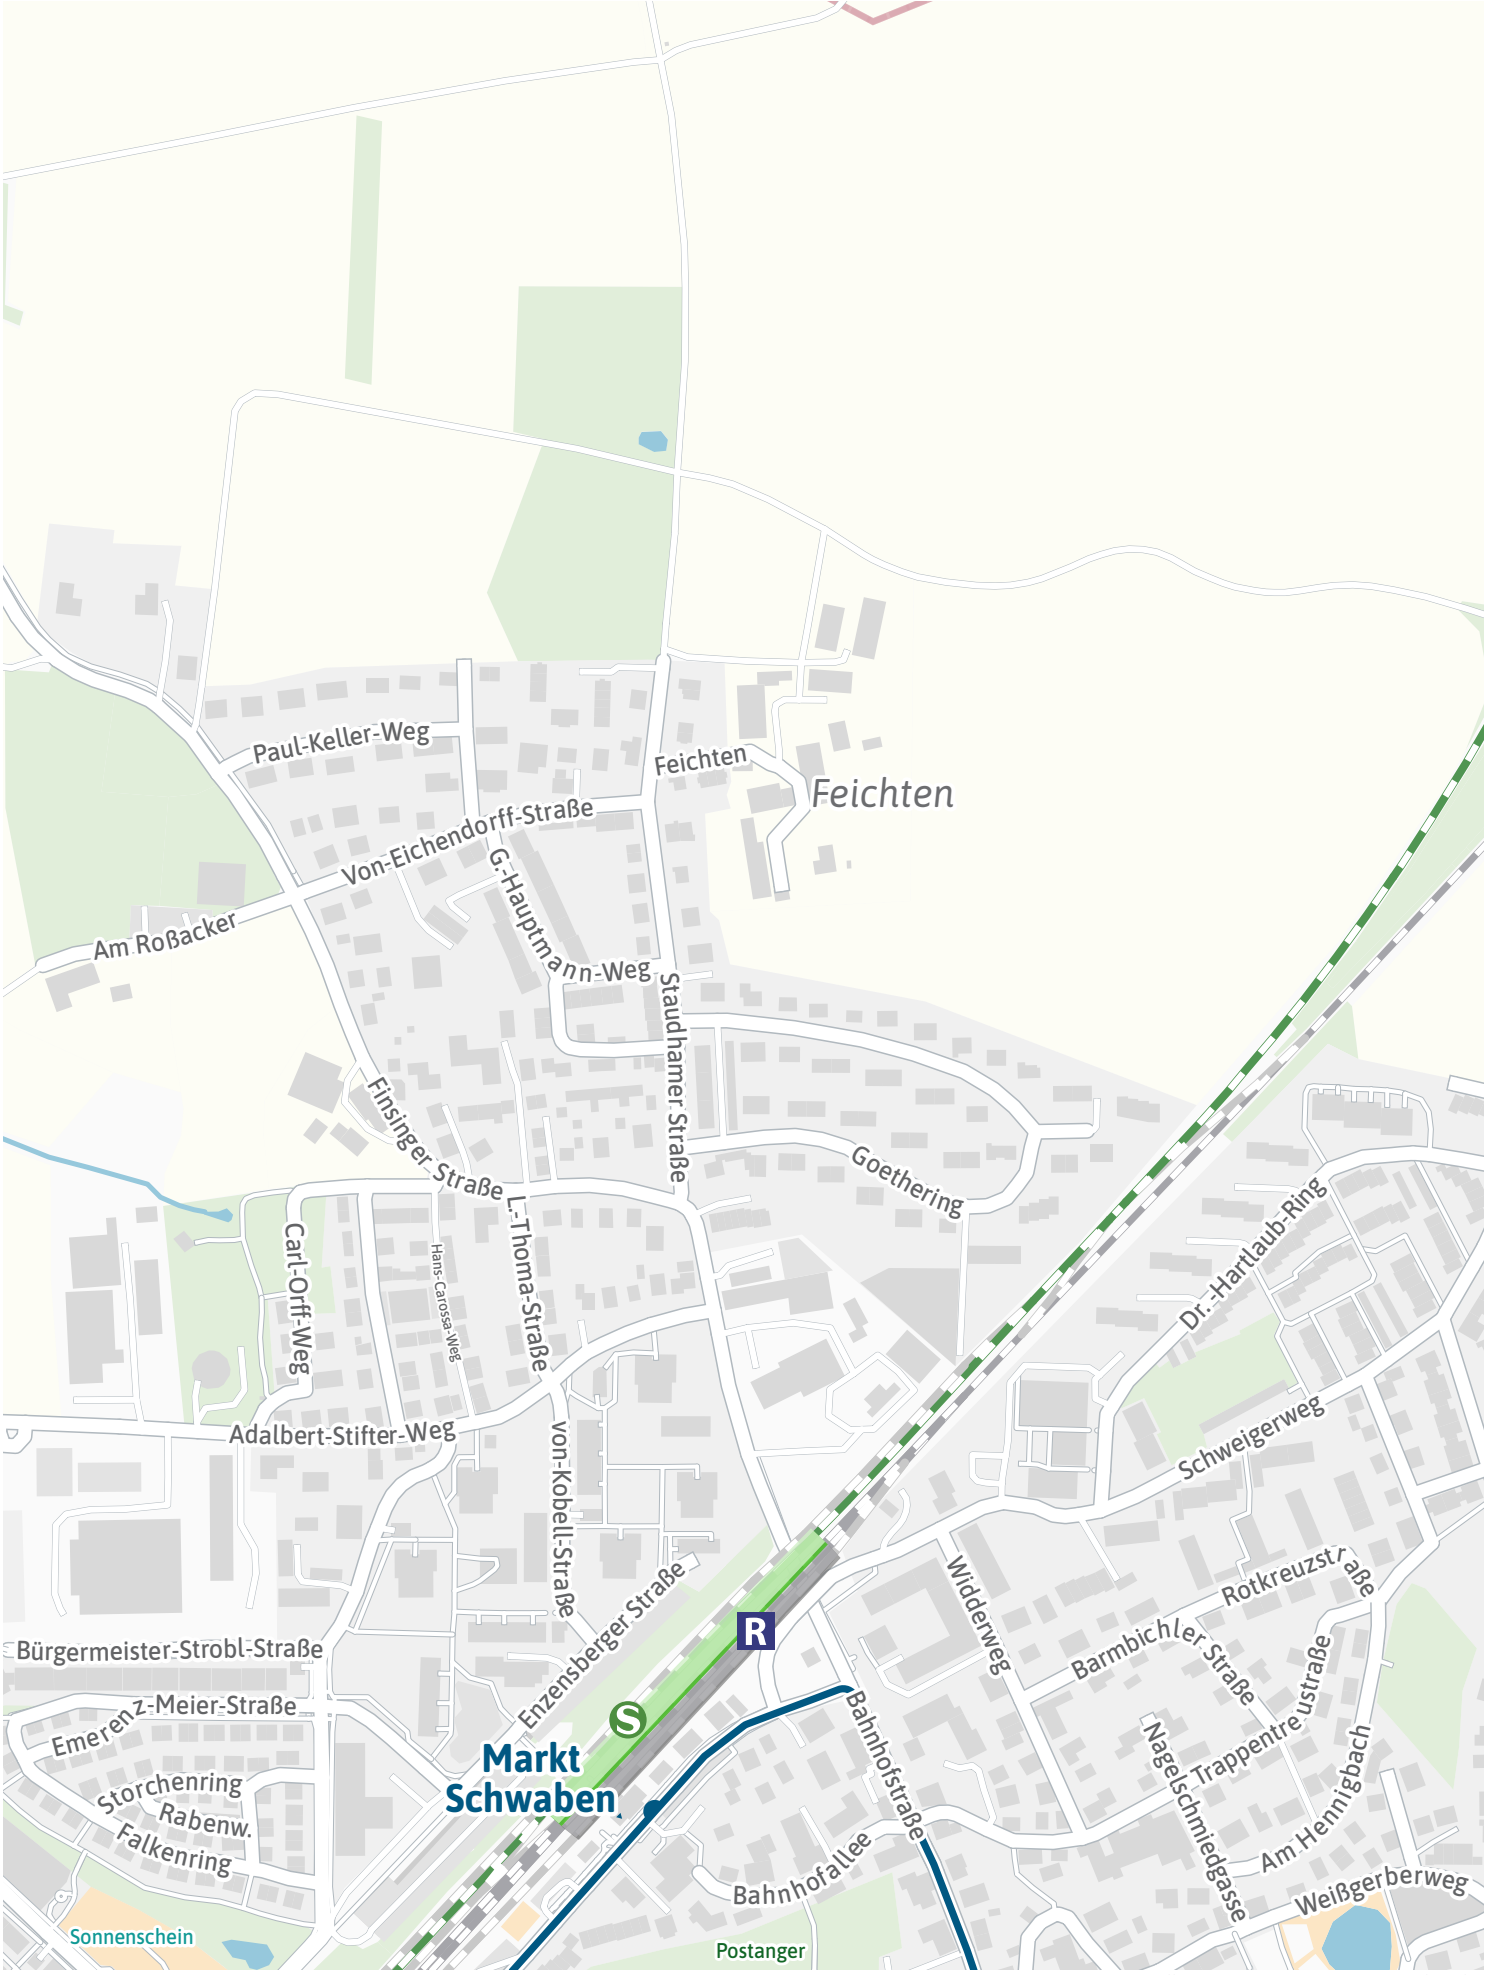 Paul-Keller-Weg
Feichten
Feichten
Von-Eichendorff-Straße
G.-Hauptmann-Weg
Am Roßacker
Staudhamer Straße
Finsinger Straße
Goethering
Dr.-Hartlaub-Ring
Carl-Orff-Weg
Hans-Carossa-Weg
L.-Thoma-Straße
Adalbert-Stifter-Weg
von-Kobell-Straße
Schweigerweg
Widderweg
Rotkreuzstraße
Barmbichler Straße
Bürgermeister-Strobl-Straße
Enzensberger Straße
R
Emerenz-Meier-Straße
S
Markt
Schwaben
Bahnhofstraße
Nagelschmiedgasse
Trappentreustraße
Am Hennigbach
Storchenring
Rabenw.
Falkenring
Bahnhofallee
Weißgerberweg
Sonnenschein
Postanger